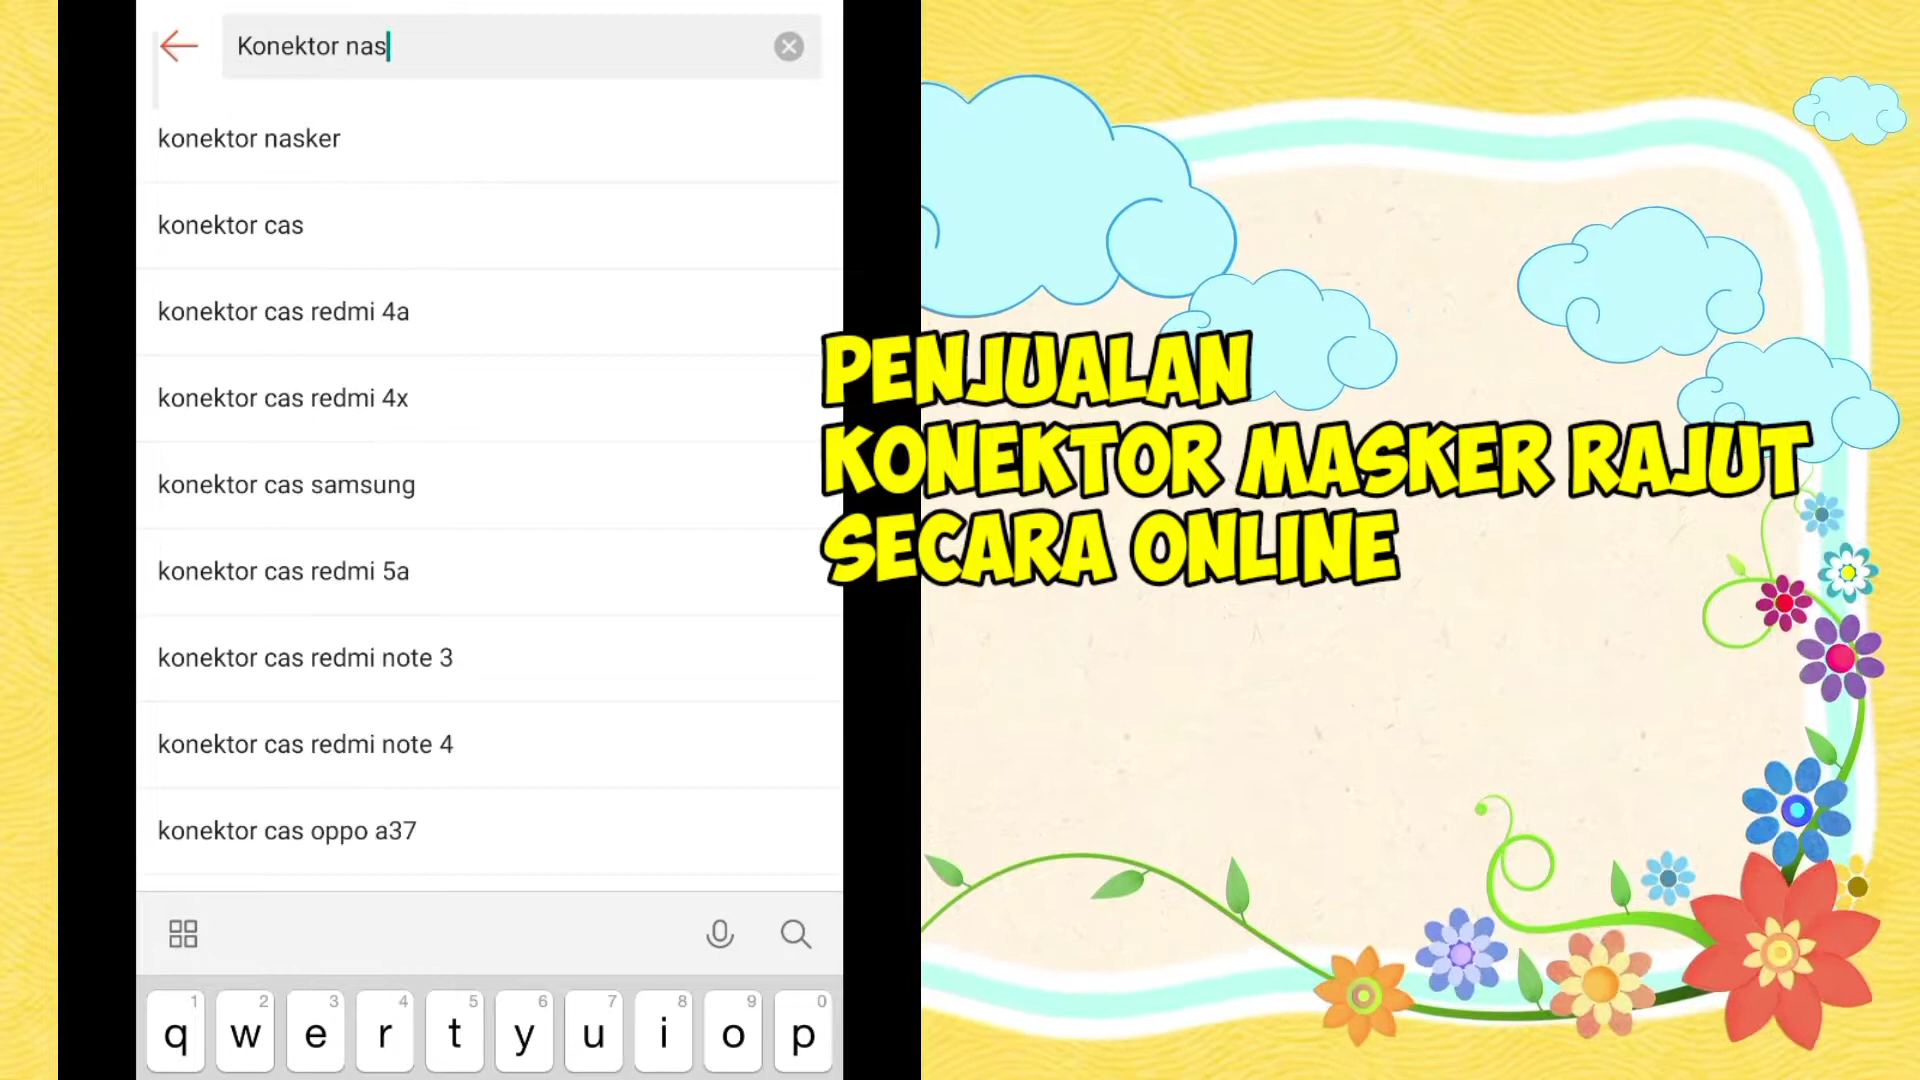 Konektor nas
konektor nasker
konektor cas
konektor cas redmi 4a
konektor cas redmi 4x
konektor cas samsung
konektor cas redmi 5a
konektor cas redmi note 3
konektor cas redmi note 4
konektor cas oppo a37
1 2 3 4 5 6 7 8 9 0
q w e r t y u i o p
PENJUALAN
KONEKTOR MASKER RAJUT
SECARA ONLINE